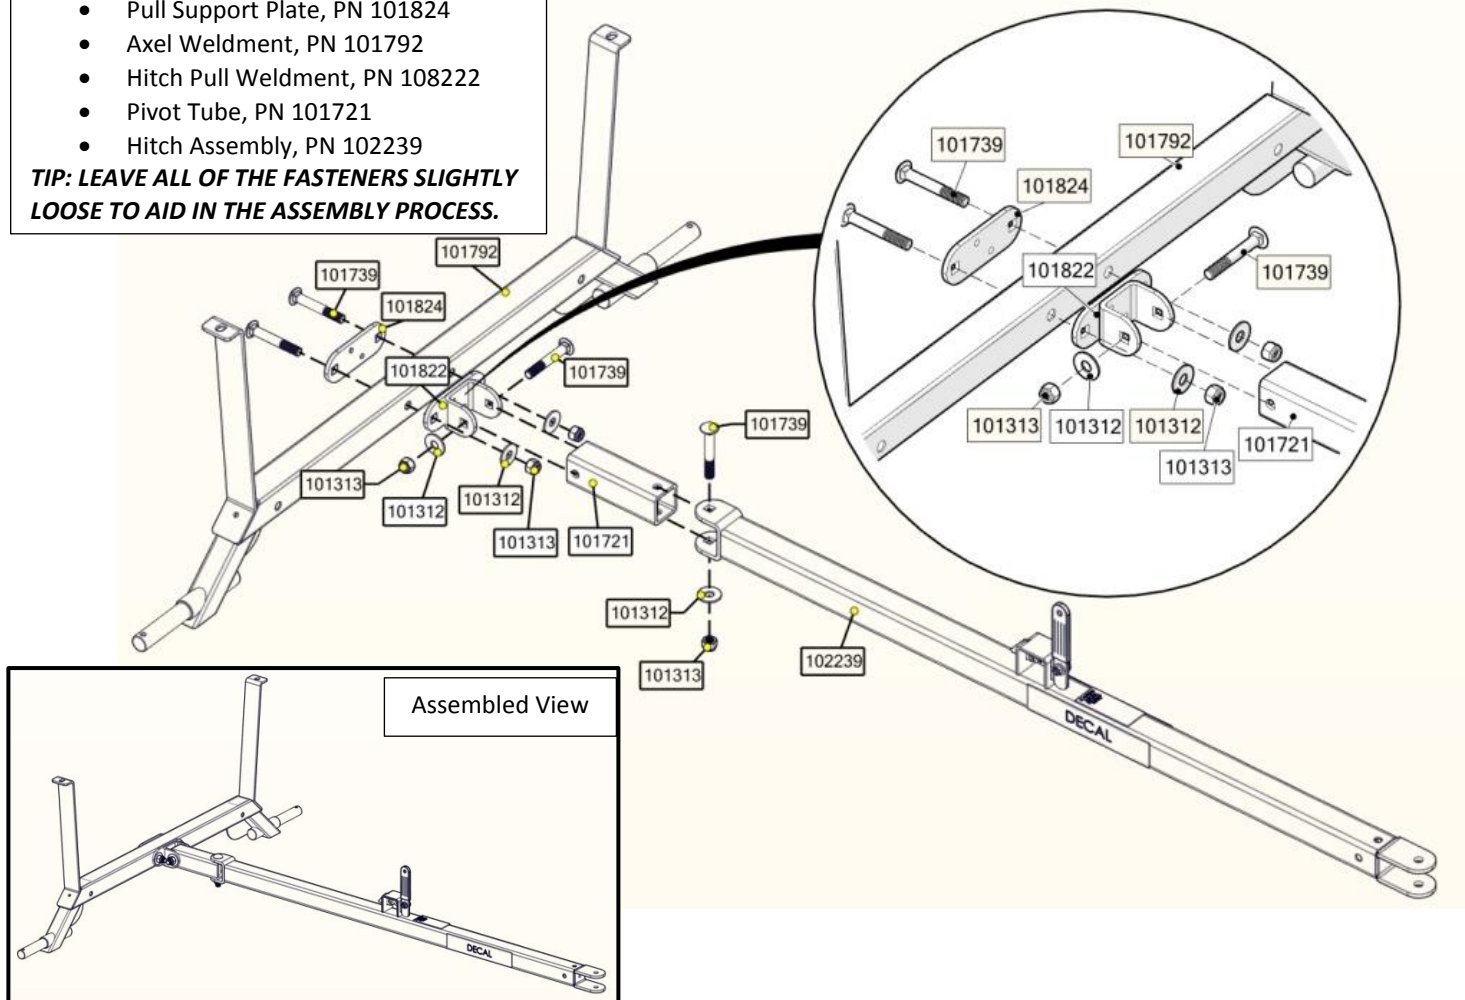 • Pull Support Plate, PN 101824
• Axel Weldment, PN 101792
• Hitch Pull Weldment, PN 108222
• Pivot Tube, PN 101721
• Hitch Assembly, PN 102239
TIP: LEAVE ALL OF THE FASTENERS SLIGHTLY
LOOSE TO AID IN THE ASSEMBLY PROCESS.
101792
101739
101824
101822
101739
101739
101313
101312
101312
101313
101721
101312
101313
102239
DECAL
101739
101792
101824
101822
101739
101313
101312
101312
101313
101721
Assembled View
DECAL